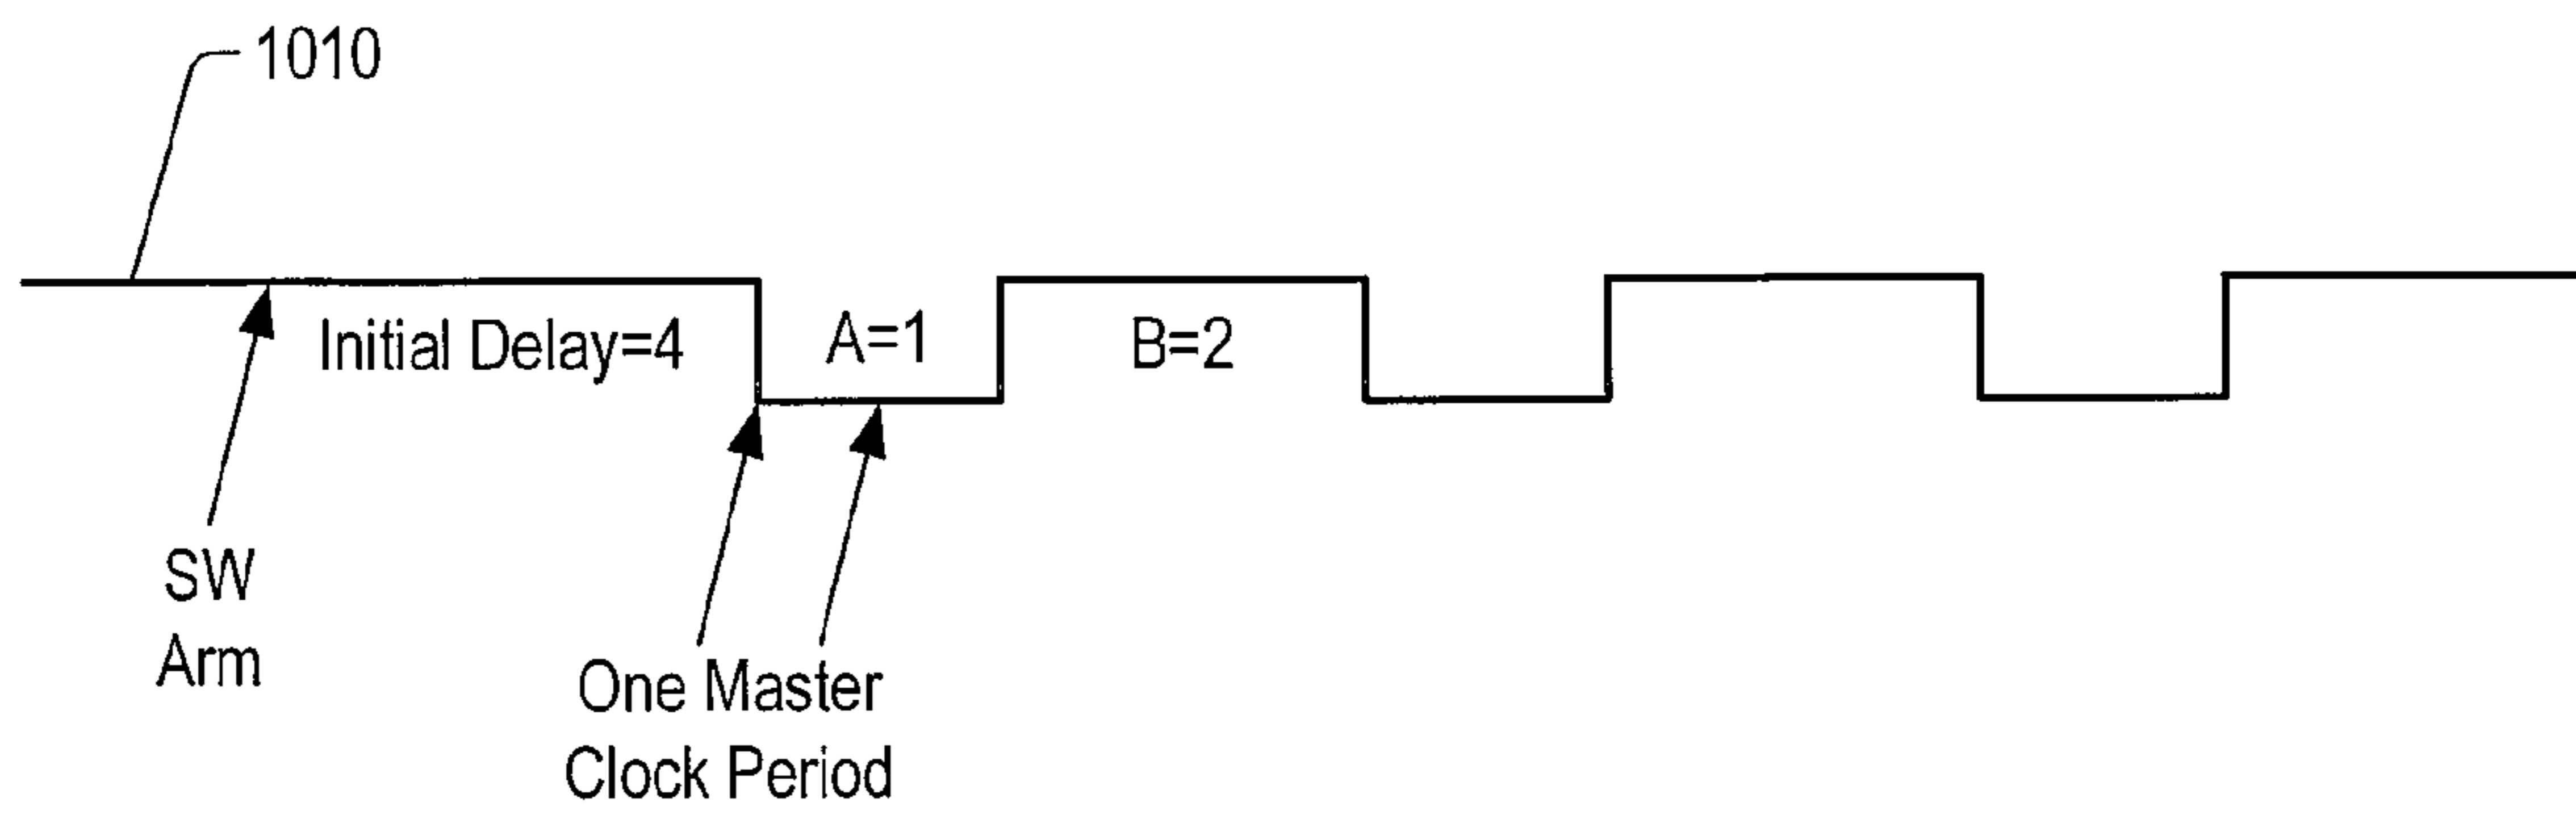 1010
Initial Delay=4
A=1
B=2
SW
Arm
One Master
Clock Period